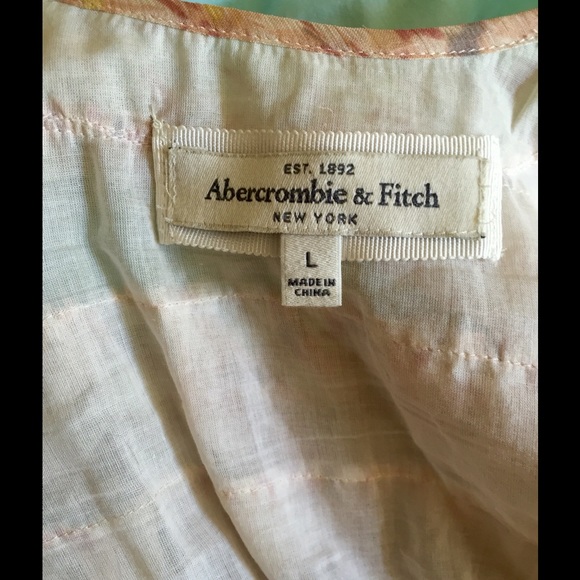 EST. 1892
Abercrombie & Fitch
NEW YORK
L
MADE IN
CHINA